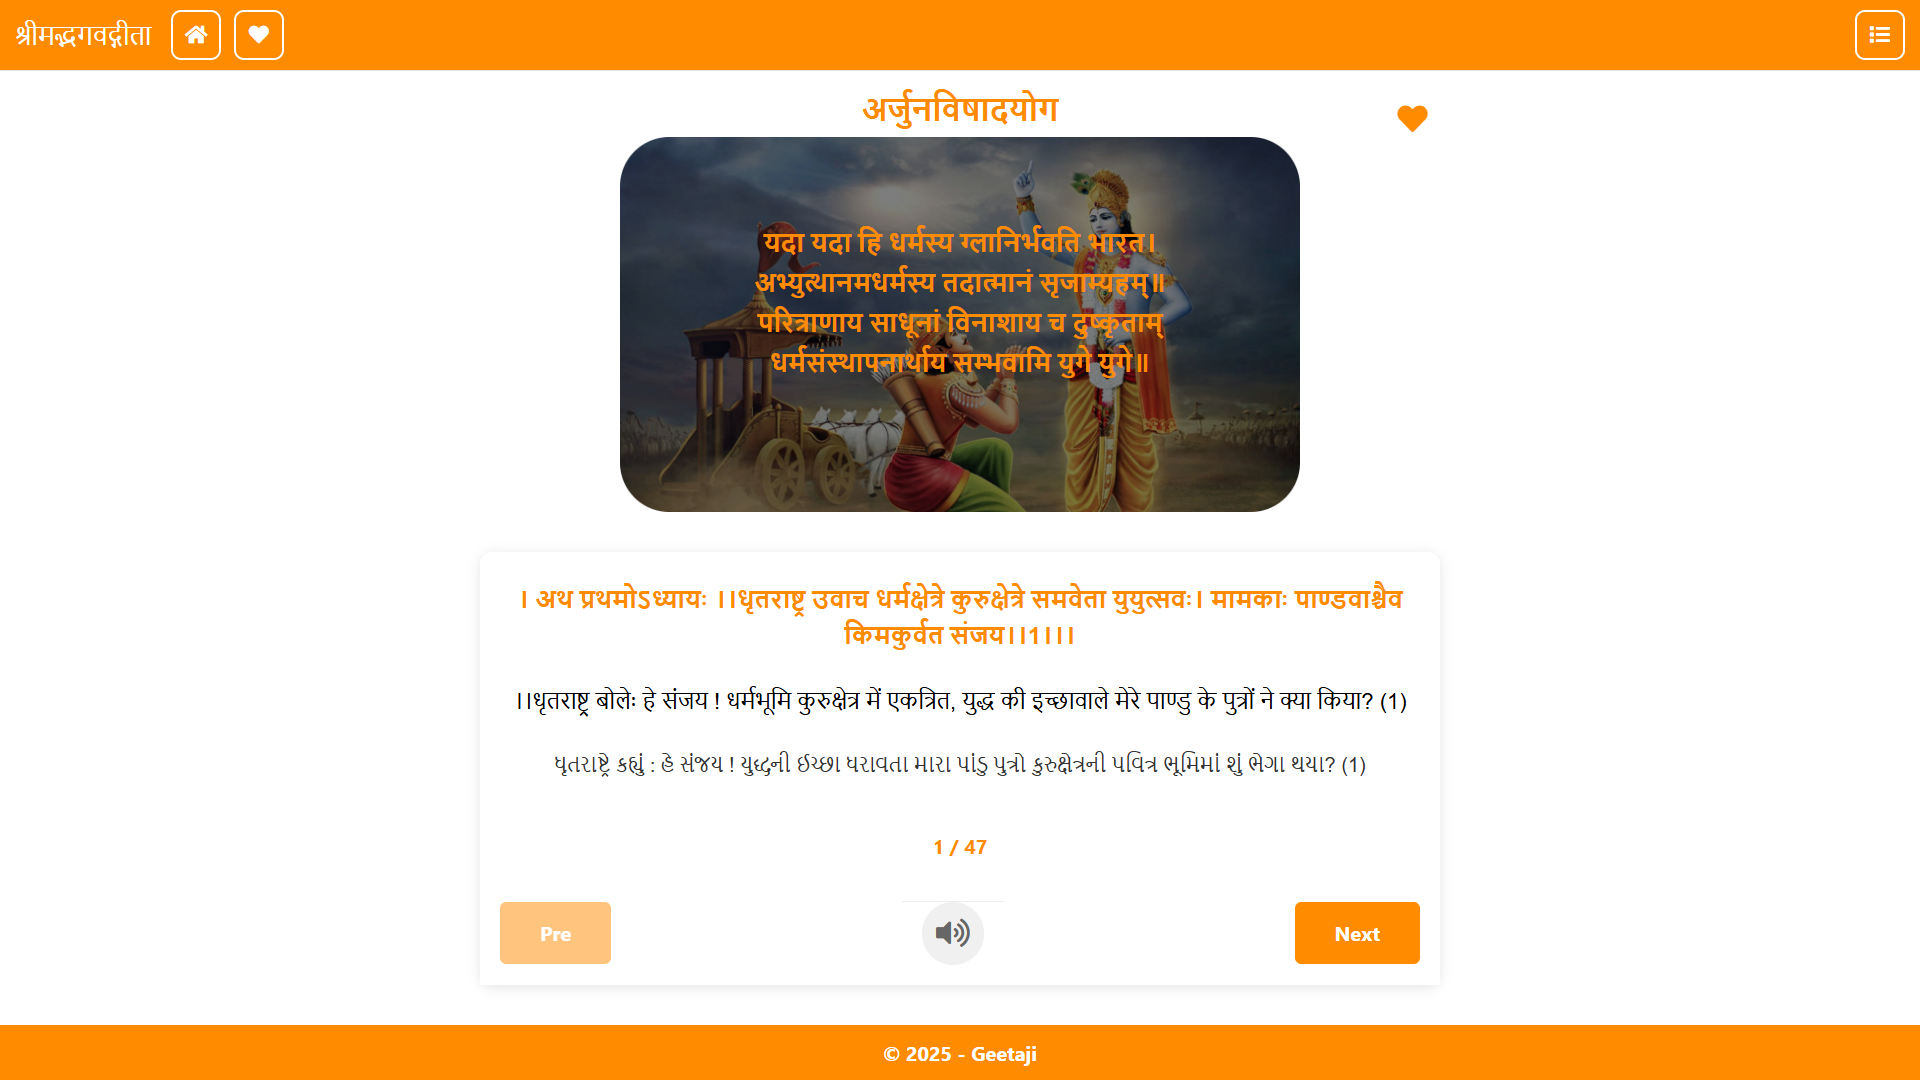 श्रीमद्भगवद्गीता
अर्जुनविषादयोग
यदा यदा हि धर्मस्य ग्लानिर्भवति भारत।
अभ्युत्थानमधर्मस्य तदात्मानं सृजाम्यहम्॥
परित्राणाय साधूनां विनाशाय च दुष्कृताम्
धर्मसंस्थापनार्थाय सम्भवामि युगे युगे॥
। अथ प्रथमोऽध्यायः ।।धृतराष्ट्र उवाच धर्मक्षेत्रे कुरुक्षेत्रे समवेता युयुत्सवः। मामकाः पाण्डवाश्चैव
किमकुर्वत संजय।।1।।।
।।धृतराष्ट्र बोलेः हे संजय ! धर्मभूमि कुरुक्षेत्र में एकत्रित, युद्ध की इच्छावाले मेरे पाण्डु के पुत्रों ने क्या किया? (1)
ધૃતરાષ્ટ્રે કહ્યું : હે સંજય ! યુદ્ધની ઈચ્છા ધરાવતા મારા પાંડુ પુત્રો કુરુક્ષેત્રની પવિત્ર ભૂમિમાં શું ભેગા થયા? (1)
1 / 47
Pre
Next
© 2025 - Geetaji